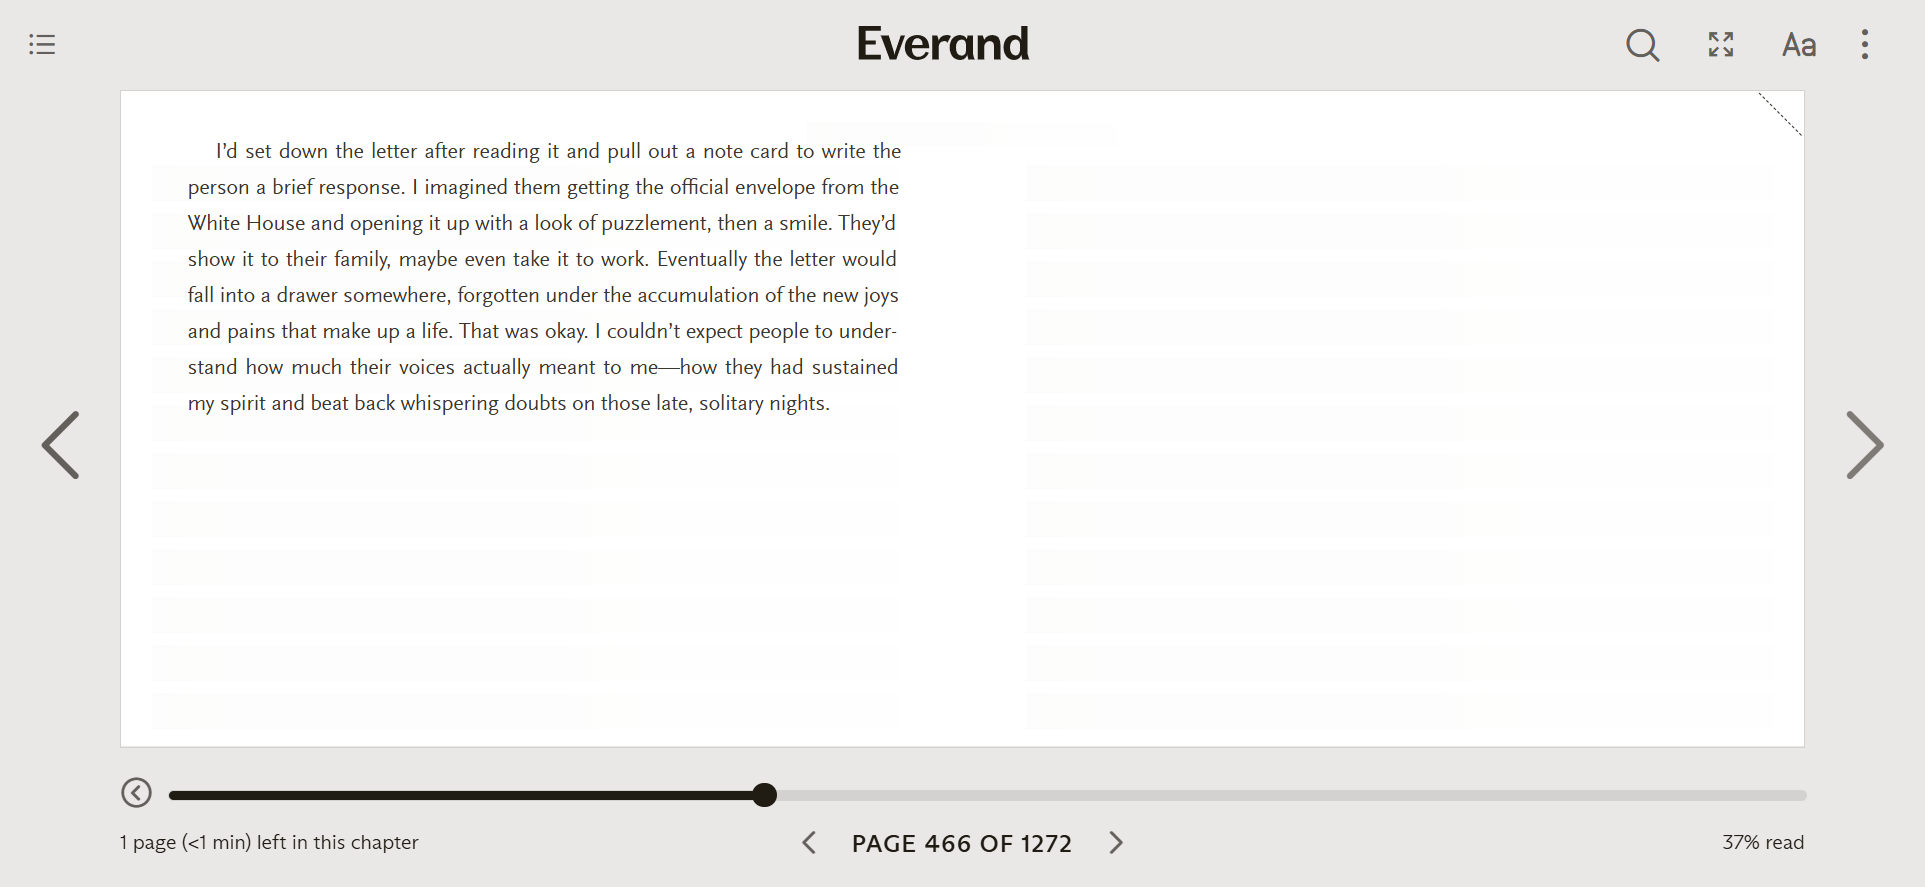 Everand
Aa
I’d set down the letter after reading it and pull out a note card to write the
person a brief response. I imagined them getting the official envelope from the
White House and opening it up with a look of puzzlement, then a smile. They’d
show it to their family, maybe even take it to work. Eventually the letter would
fall into a drawer somewhere, forgotten under the accumulation of the new joys
and pains that make up a life. That was okay. I couldn’t expect people to under-
stand how much their voices actually meant to me—how they had sustained
my spirit and beat back whispering doubts on those late, solitary nights.
1 page (<1 min) left in this chapter
PAGE 466 OF 1272
37% read